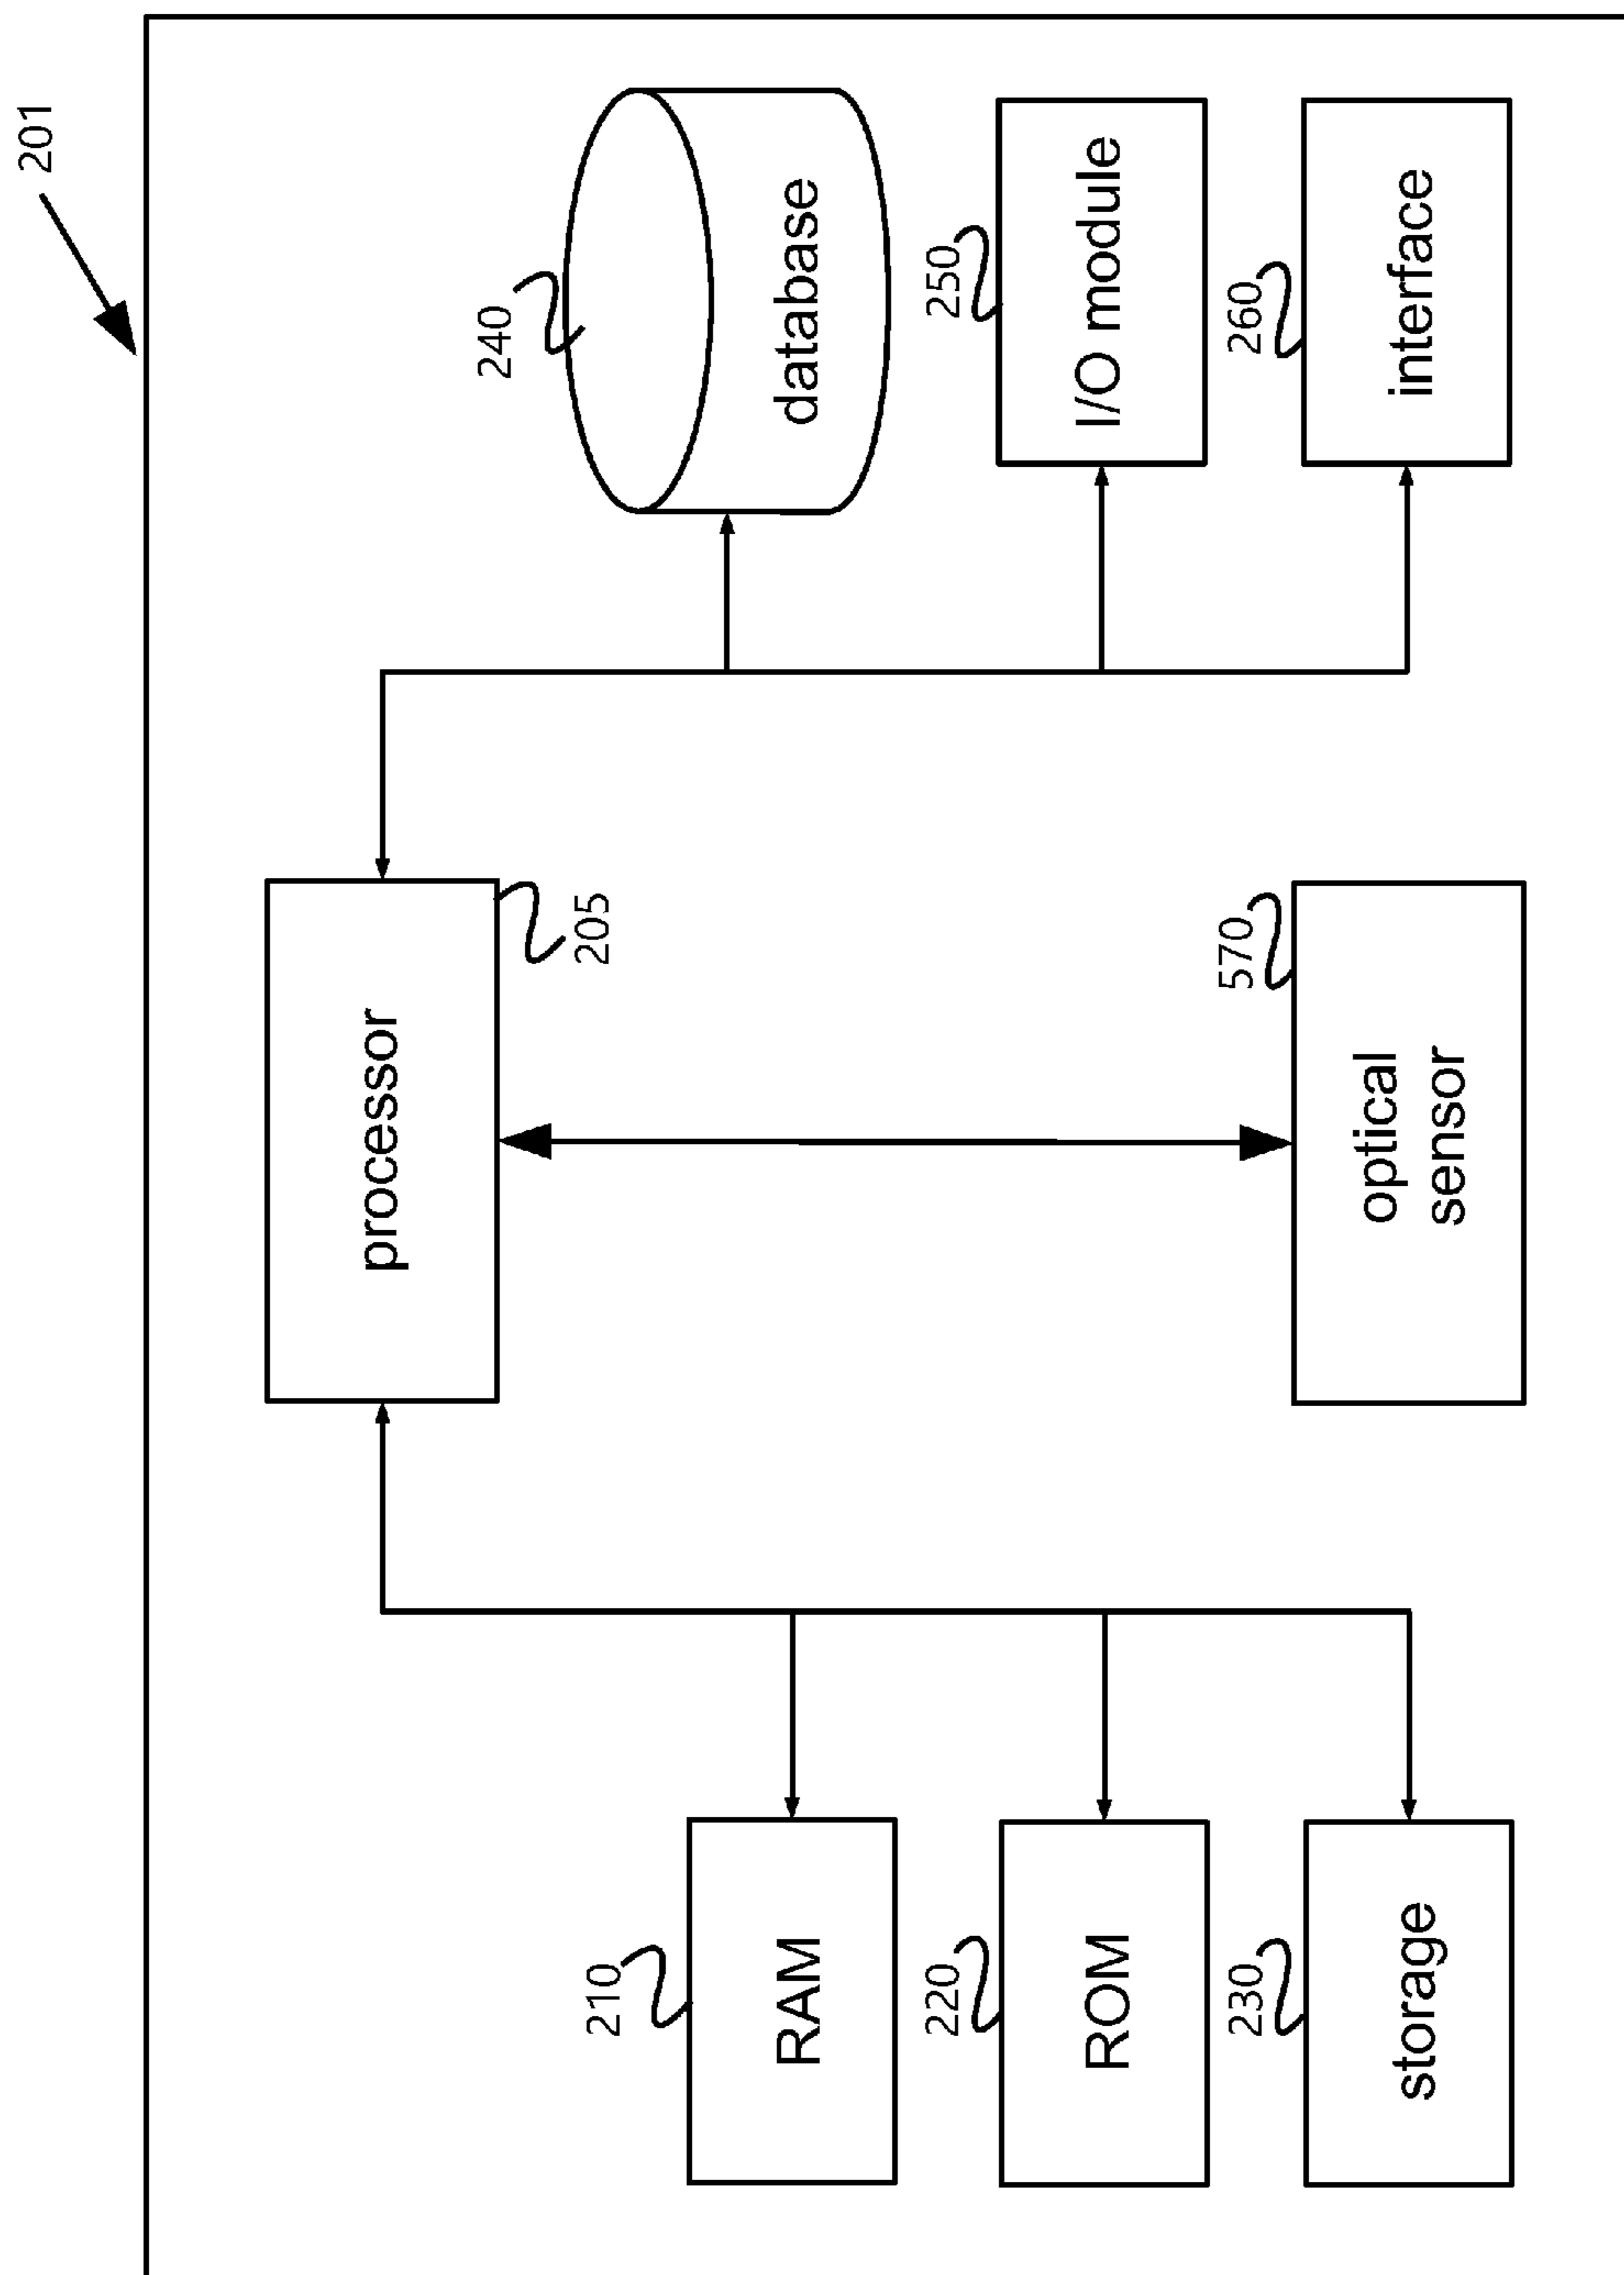 201
processor
205
210
RAM
240
database
220
ROM
250
I/O module
570
optical
sensor
230
storage
260
interface